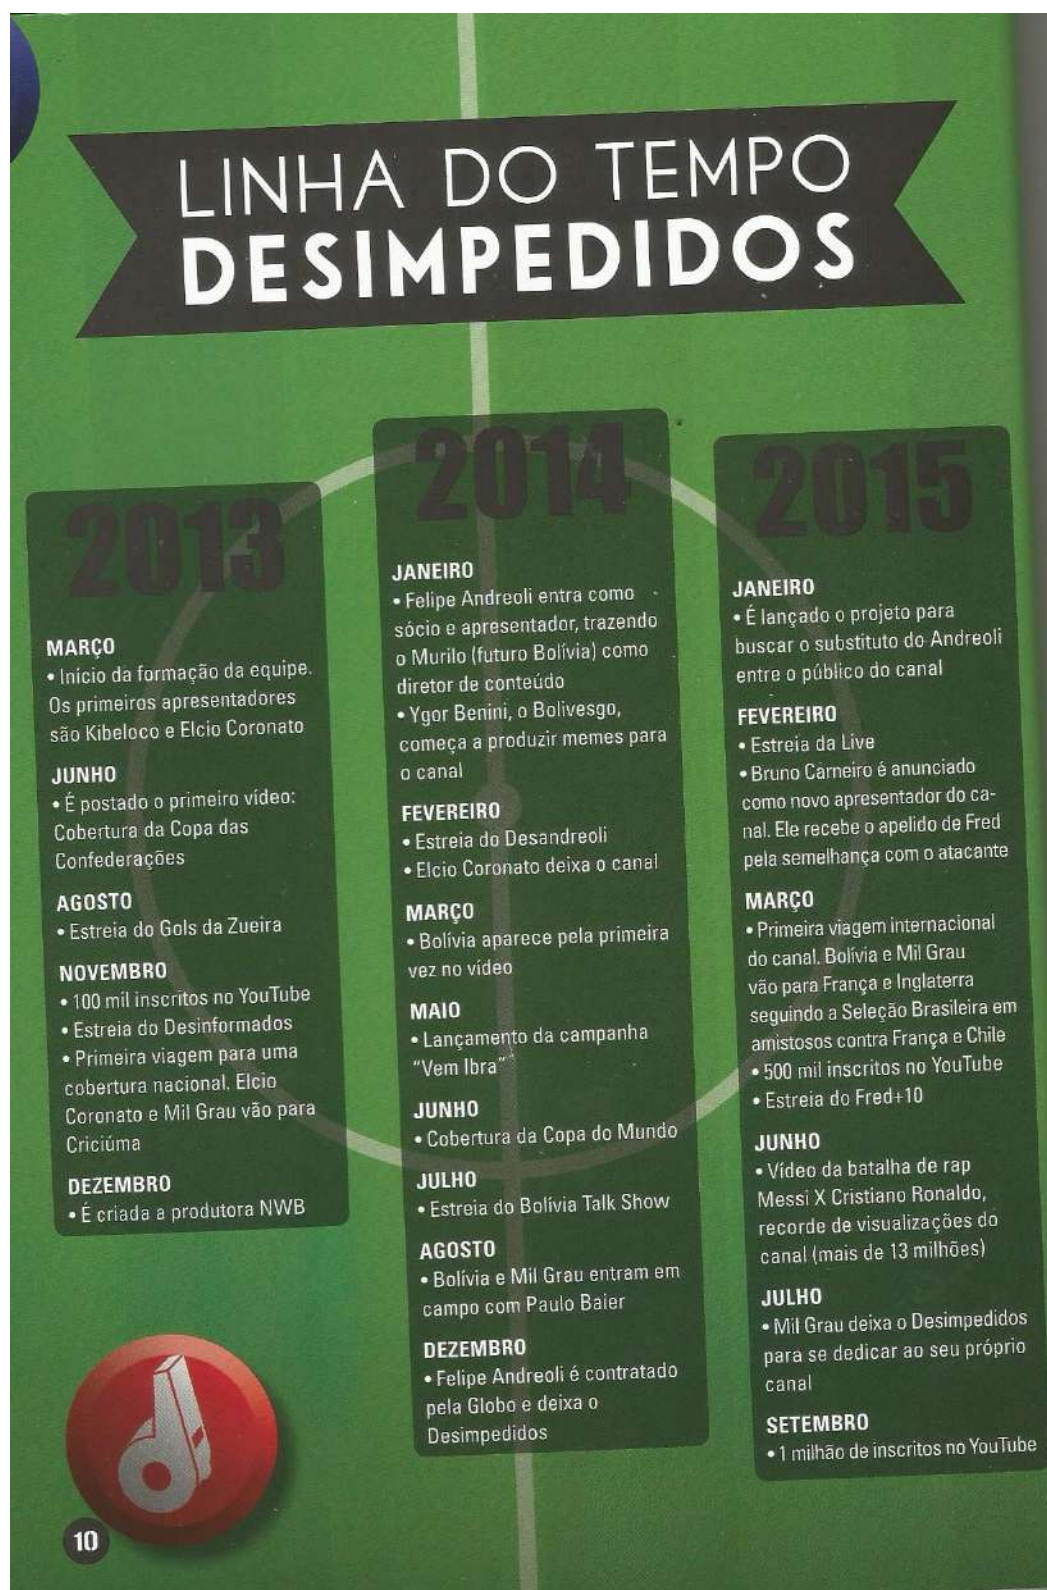 LINHA DO TEMPO
DESIMPEDIDOS
2013
MARÇO
• Início da formação da equipe.
Os primeiros apresentadores
são Kibeloco e Elcio Coronato
JUNHO
• É postado o primeiro vídeo:
Cobertura da Copa das
Confederações
AGOSTO
• Estreia do Gols da Zueira
NOVEMBRO
• 100 mil inscritos no YouTube
• Estreia do Desinformados
• Primeira viagem para uma
cobertura nacional. Elcio
Coronato e Mil Grau vão para
Criciúma
DEZEMBRO
• É criada a produtora NWB
2014
JANEIRO
• Felipe Andreoli entra como
sócio e apresentador, trazendo
o Murilo (futuro Bolívia) como
diretor de conteúdo
• Ygor Benini, o Bolivesgo,
começa a produzir memes para
o canal
FEVEREIRO
• Estreia do Desandreoli
• Elcio Coronato deixa o canal
MARÇO
• Bolívia aparece pela primeira
vez no vídeo
MAIO
• Lançamento da campanha
"Vem Ibra"
JUNHO
• Cobertura da Copa do Mundo
JULHO
• Estreia do Bolívia Talk Show
AGOSTO
• Bolívia e Mil Grau entram em
campo com Paulo Baier
DEZEMBRO
• Felipe Andreoli é contratado
pela Globo e deixa o
Desimpedidos
2015
JANEIRO
• É lançado o projeto para
buscar o substituto do Andreoli
entre o público do canal
FEVEREIRO
• Estreia da Live
• Bruno Carneiro é anunciado
como novo apresentador do ca-
nal. Ele recebe o apelido de Fred
pela semelhança com o atacante
MARÇO
• Primeira viagem internacional
do canal. Bolívia e Mil Grau
vão para França e Inglaterra
seguindo a Seleção Brasileira em
amistosos contra França e Chile
• 500 mil inscritos no YouTube
• Estreia do Fred+10
JUNHO
• Vídeo da batalha de rap
Messi X Cristiano Ronaldo,
recorde de visualizações do
canal (mais de 13 milhões)
JULHO
• Mil Grau deixa o Desimpedidos
para se dedicar ao seu próprio
canal
SETEMBRO
• 1 milhão de inscritos no YouTube
10